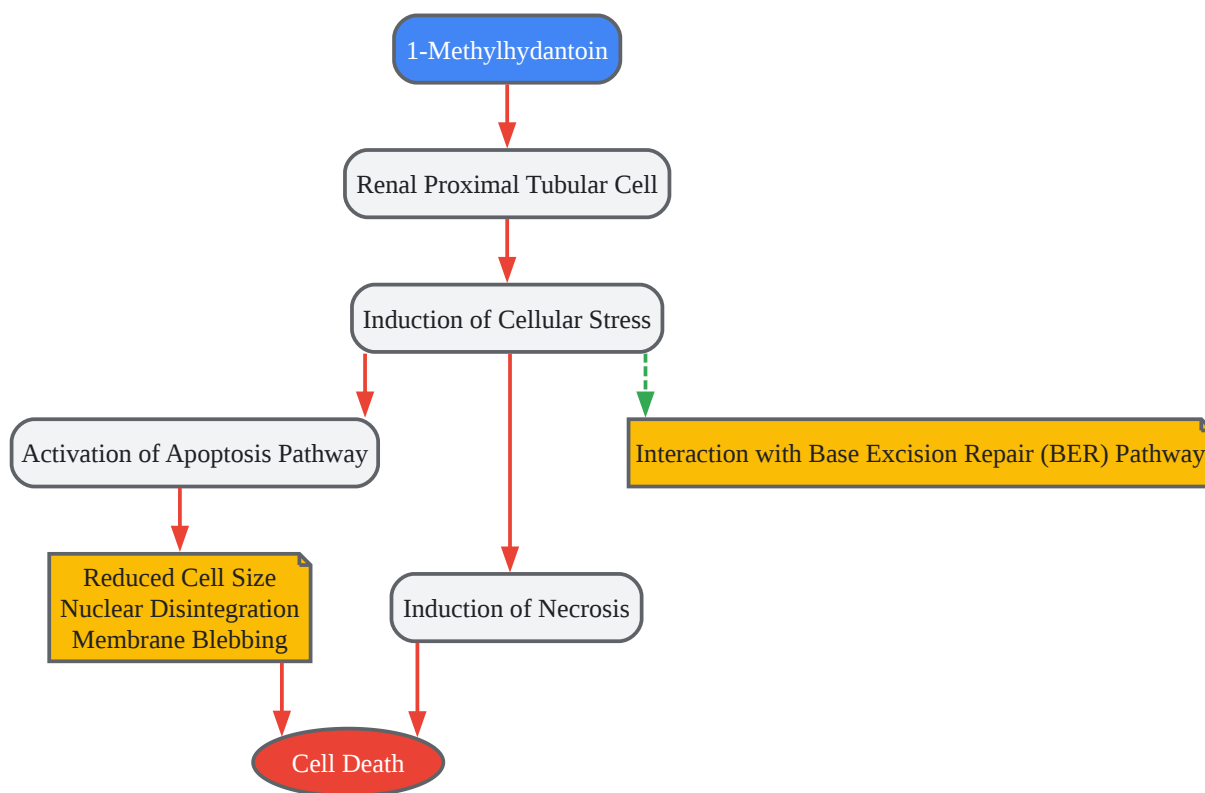 1-Methylhydantoin
Renal Proximal Tubular Cell
Induction of Cellular Stress
Activation of Apoptosis Pathway
Interaction with Base Excision Repair (BER) Pathway
Reduced Cell Size
Nuclear Disintegration
Membrane Blebbing
Induction of Necrosis
Cell Death